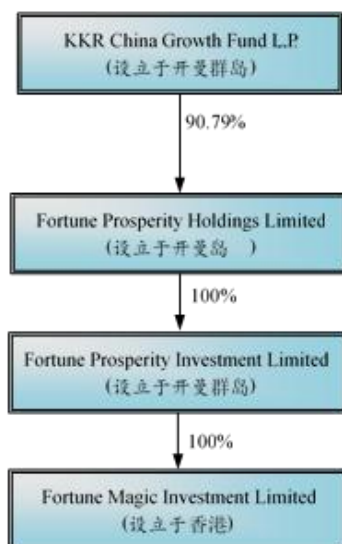 KKR China Growth Fund L.P.
(设立于开曼群岛)
90.79%
Fortune Prosperity Holdings Limited
(设立于开曼岛 )
100%
Fortune Prosperity Investment Limited
(设立于开曼群岛)
100%
Fortune Magic Investment Limited
(设立于香港)